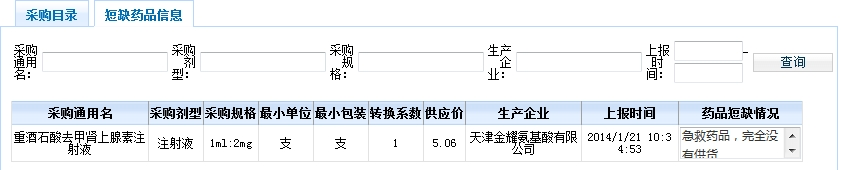 采购目录 短缺药品信息
采购通用名： 采购剂型： 采购规格： 生产企业： 上报时间： - 查询
采购通用名 采购剂型 采购规格 最小单位 最小包装 转换系数 供应价 生产企业 上报时间 药品短缺情况
重酒石酸去甲肾上腺素注射液 注射液 1ml:2mg 支 支 1 5.06 天津金耀氨基酸有限公司 2014/1/21 10:34:53 急救药品，完全没有供货